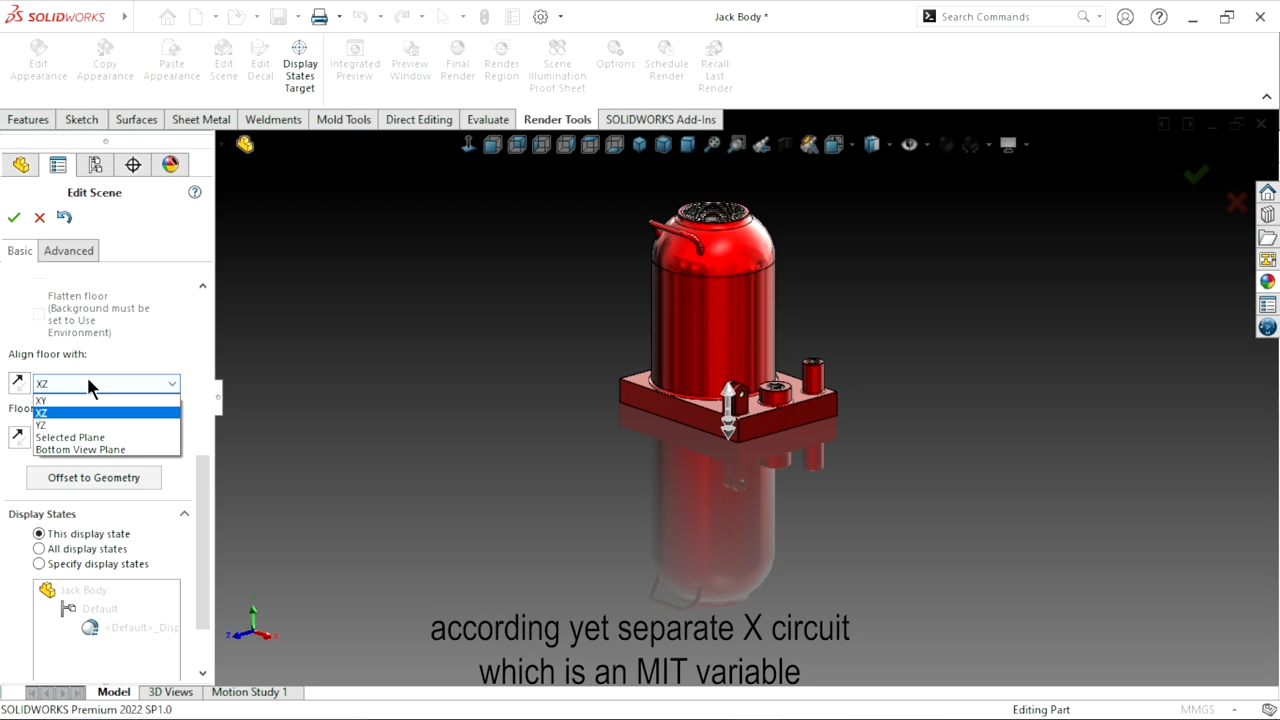 SOLIDWORKS
Jack Body *
Search Commands
Edit Appearance
Copy Appearance
Paste Appearance
Edit Scene
Edit Decal
Display States Target
Integrated Preview
Preview Window
Final Render
Render Region
Scene Illumination Proof Sheet
Options
Schedule Render
Recall Last Render
Features
Sketch
Surfaces
Sheet Metal
Weldments
Mold Tools
Direct Editing
Evaluate
Render Tools
SOLIDWORKS Add-Ins
Edit Scene
Basic
Advanced
Flatten floor
(Background must be
set to Use
Environment)
Align floor with:
XZ
XY
XZ
YZ
Selected Plane
Bottom View Plane
Offset to Geometry
Display States
This display state
All display states
Specify display states
Jack Body
Default
<Default>_Disp
according yet separate X circuit
which is an MIT variable
Model
3D Views
Motion Study 1
SOLIDWORKS Premium 2022 SP1.0
Editing Part
MMGS